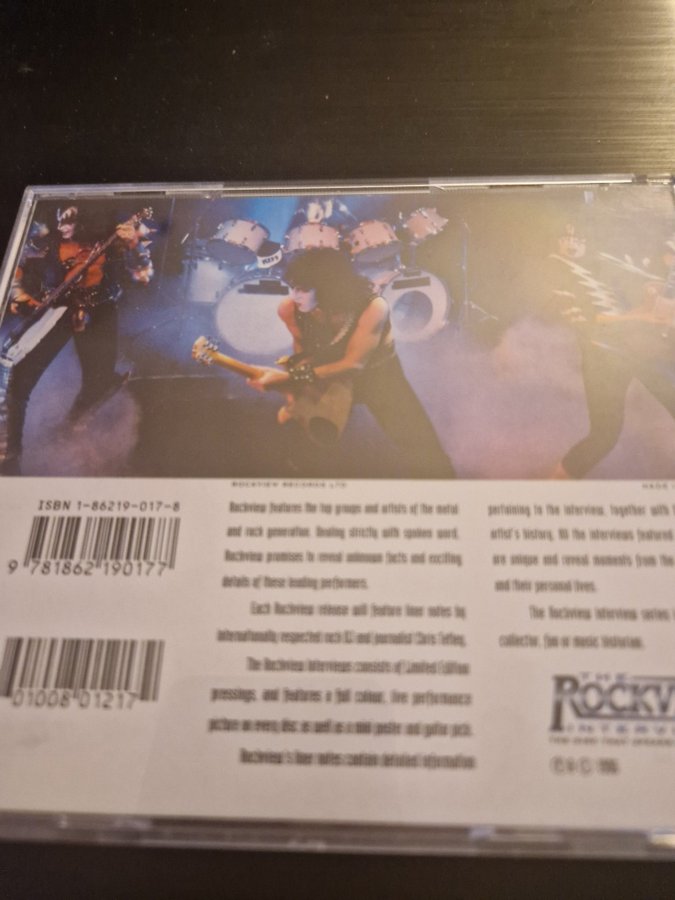 KISS
ROCKVIEW RECORDS LTD
MADE
ISBN 1-86219-017-8
9 781862 190177
01008 01217
Rockview features the top groups and artists of the metal
and rock generation. Dealing strictly with spoken word,
Rockview promises to reveal unknown facts and exciting
details of these leading performers.
Each Rockview release will feature liner notes by
internationally respected rock DJ and journalist Chris Tetley.
The Rockview Interviews consists of Limited Edition
pressings, and features a full colour, live performance
picture on every disc as well as a mini poster and guitar pick.
Rockview's liner notes contain detailed information
pertaining to the interview, together with
artist's history. All the interviews featured
are unique and reveal moments from the
and their personal lives.
The Rockview Interview series
collector, fan or music historian.
THE
ROCKV
INTERV